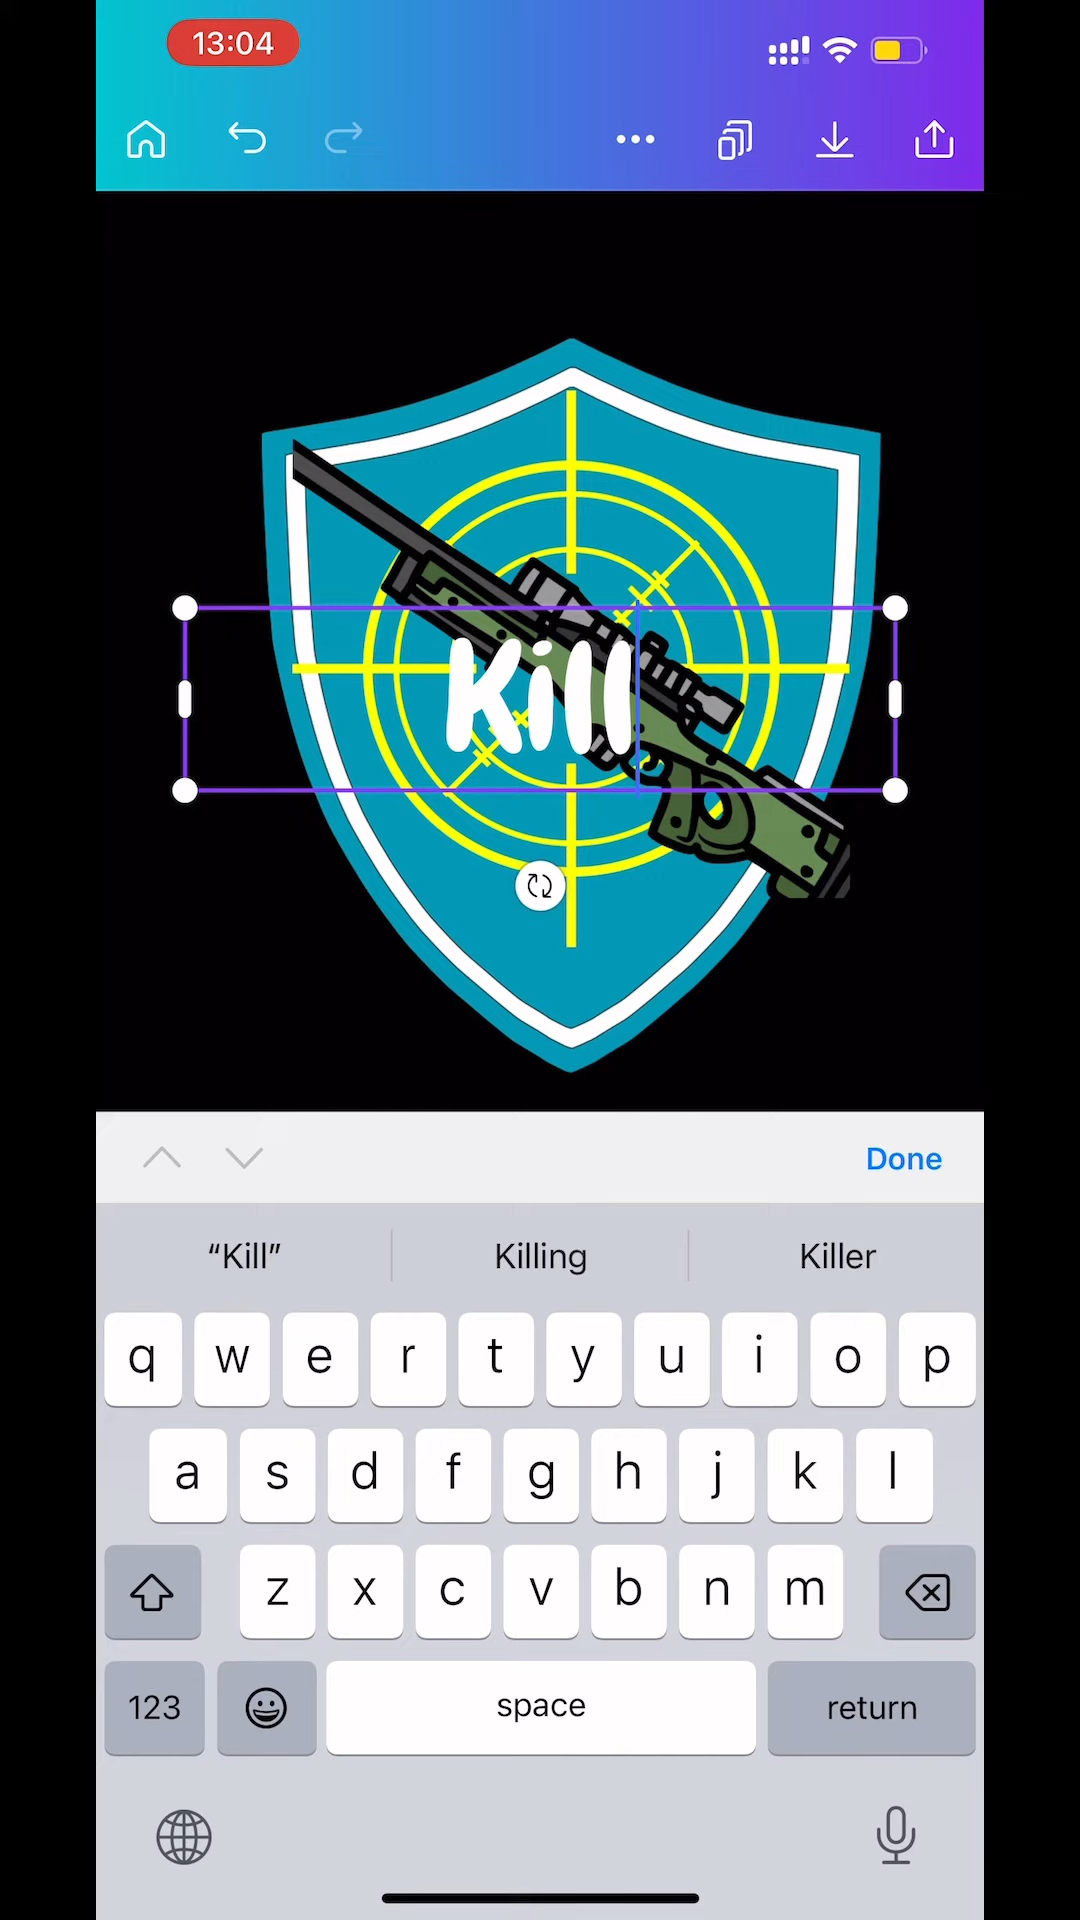 13:04
Kill
Done
“Kill”
Killing
Killer
q w e r t y u i o p
a s d f g h j k l
z x c v b n m
123
space
return